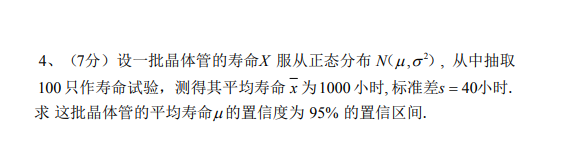 4、（7分）设一批晶体管的寿命X 服从正态分布 N(μ,σ²)，从中抽取
100只作寿命试验，测得其平均寿命 x̄ 为1000 小时, 标准差s = 40小时.
求 这批晶体管的平均寿命μ的置信度为 95% 的置信区间.